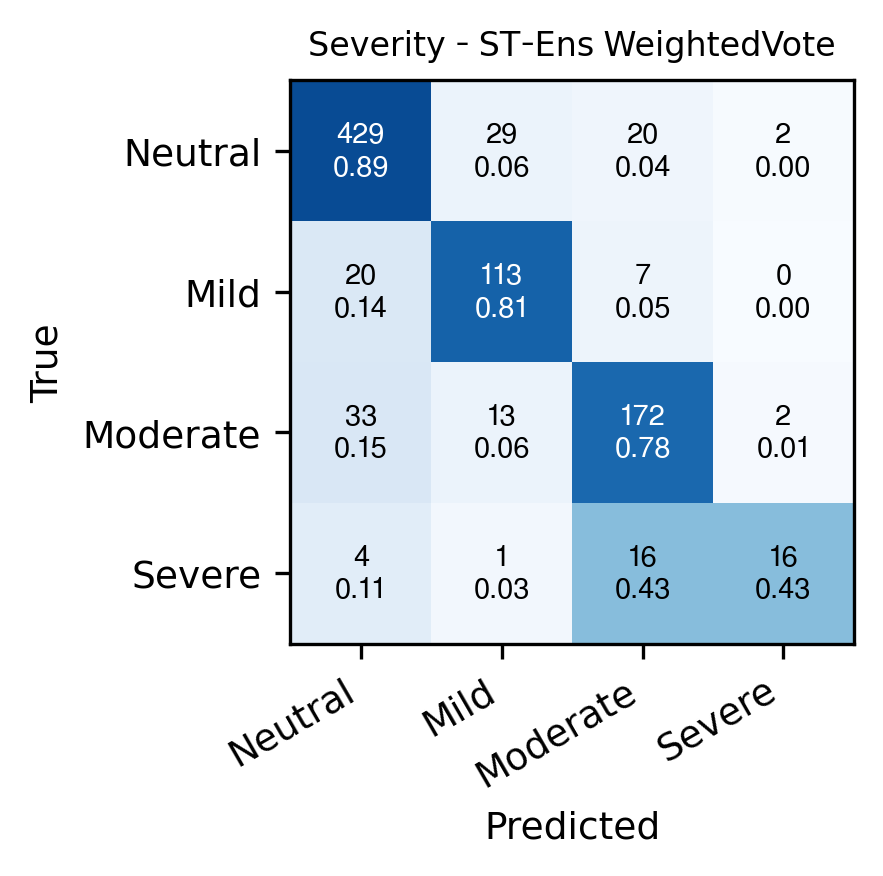 Severity - ST-Ens WeightedVote
True
Neutral
429 29 20 2
0.89 0.06 0.04 0.00
Mild
20 113 7 0
0.14 0.81 0.05 0.00
Moderate
33 13 172 2
0.15 0.06 0.78 0.01
Severe
4 1 16 16
0.11 0.03 0.43 0.43
Neutral Mild Moderate Severe
Predicted